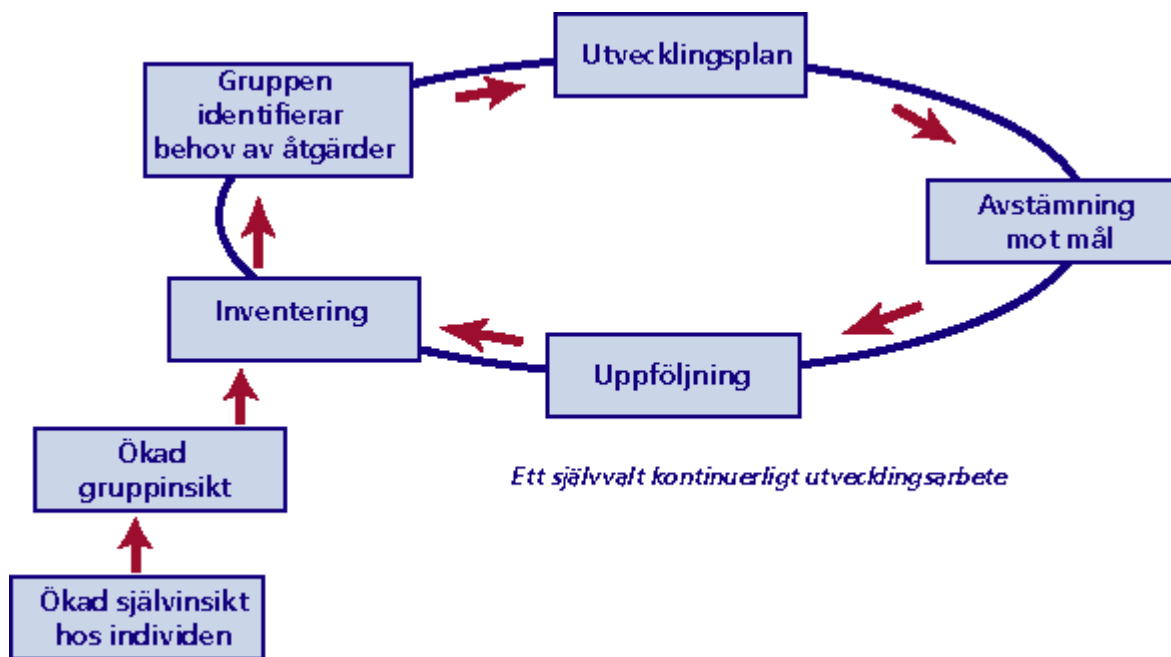 Utvecklingsplan
Gruppen
identifierar
behov av åtgärder
Avstämning
mot mål
Inventering
Uppföljning
Ökad
gruppinsikt
Ett självvalt kontinuerligt utvecklingsarbete
Ökad självinsikt
hos individen